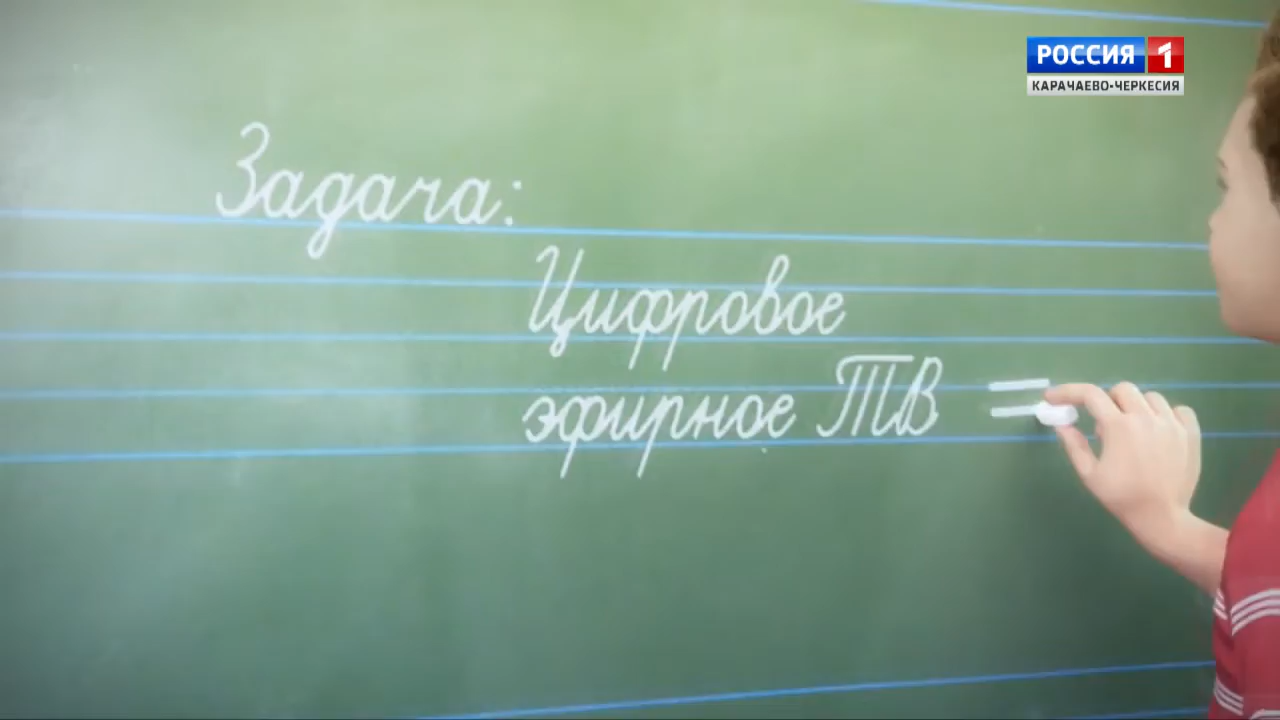 РОССИЯ 1
КАРАЧАЕВО-ЧЕРКЕСИЯ
Задача:
Цифровое
эфирное ТВ =